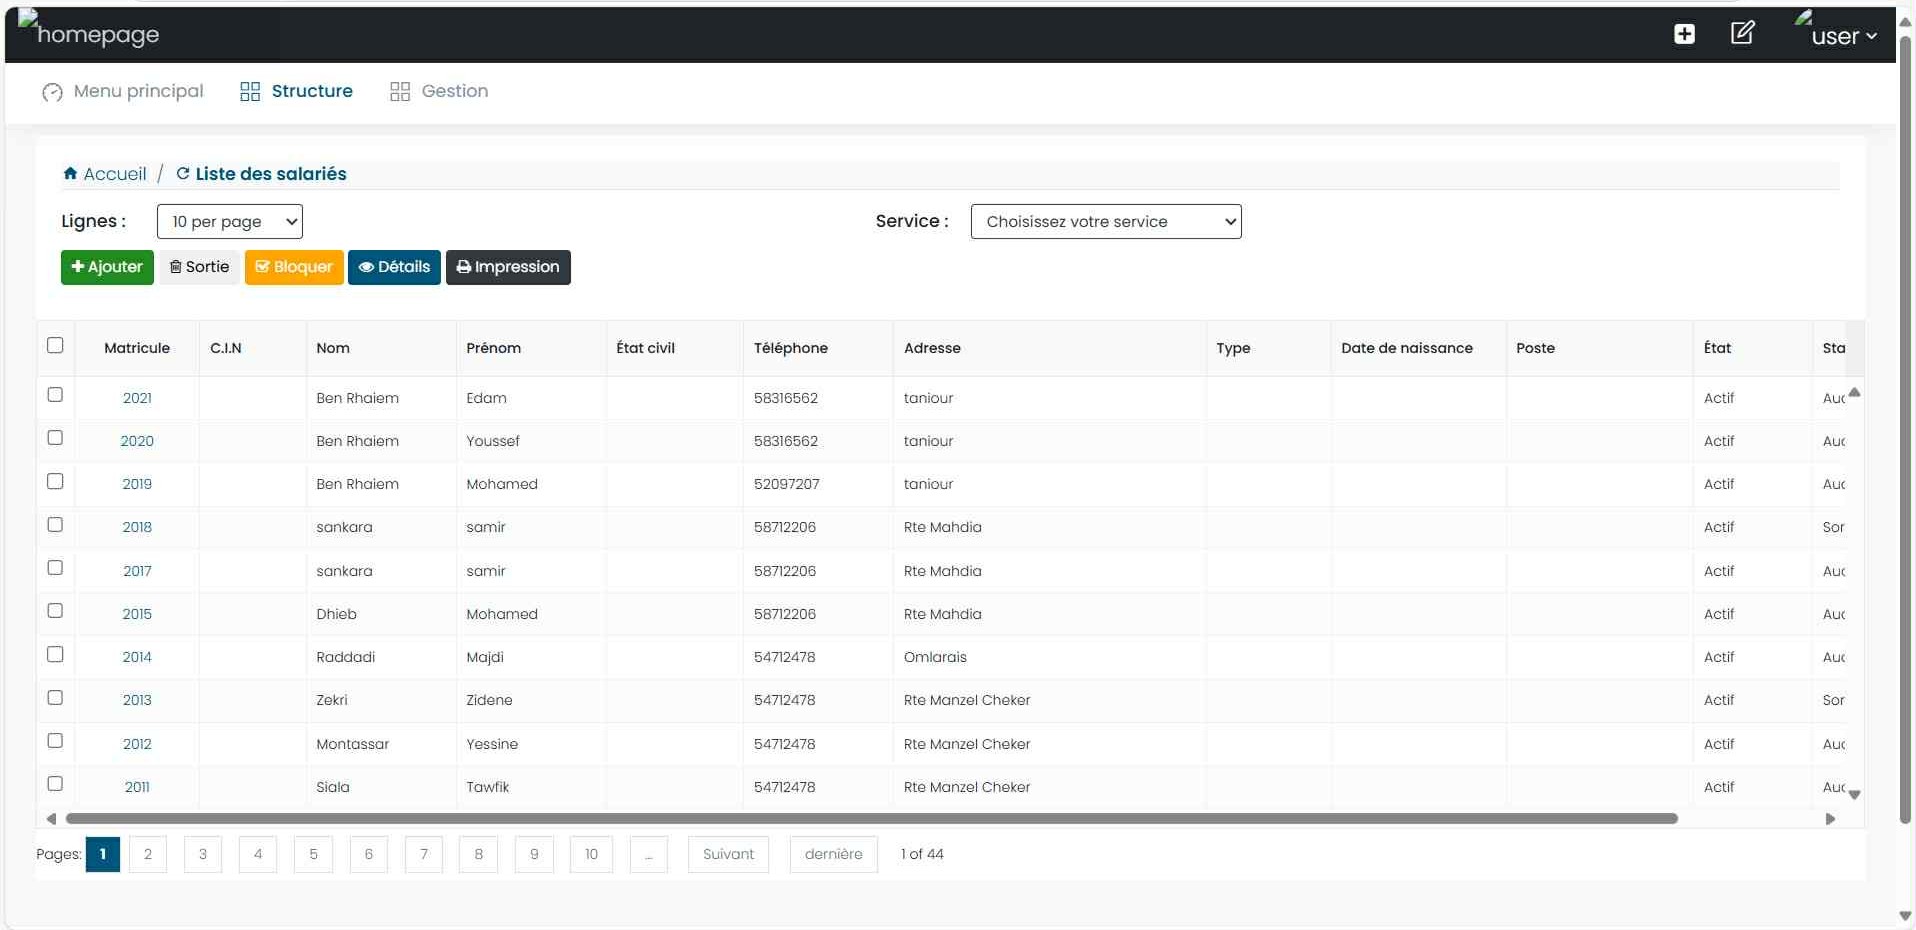 homepage
user
Menu principal Structure Gestion
Accueil / Liste des salariés
Lignes : 10 per page Service : Choisissez votre service
Ajouter Sortie Bloquer Détails Impression
Matricule C.I.N Nom Prénom État civil Téléphone Adresse Type Date de naissance Poste État Sta
2021 Ben Rhaiem Edam 58316562 taniour Actif Auc
2020 Ben Rhaiem Youssef 58316562 taniour Actif Auc
2019 Ben Rhaiem Mohamed 52097207 taniour Actif Auc
2018 sankara samir 58712206 Rte Mahdia Actif Sor
2017 sankara samir 58712206 Rte Mahdia Actif Auc
2015 Dhieb Mohamed 58712206 Rte Mahdia Actif Auc
2014 Raddadi Majdi 54712478 Omlarais Actif Auc
2013 Zekri Zidene 54712478 Rte Manzel Cheker Actif Sor
2012 Montassar Yessine 54712478 Rte Manzel Cheker Actif Auc
2011 Siala Tawfik 54712478 Rte Manzel Cheker Actif Auc
Pages: 1 2 3 4 5 6 7 8 9 10 ... Suivant dernière 1 of 44